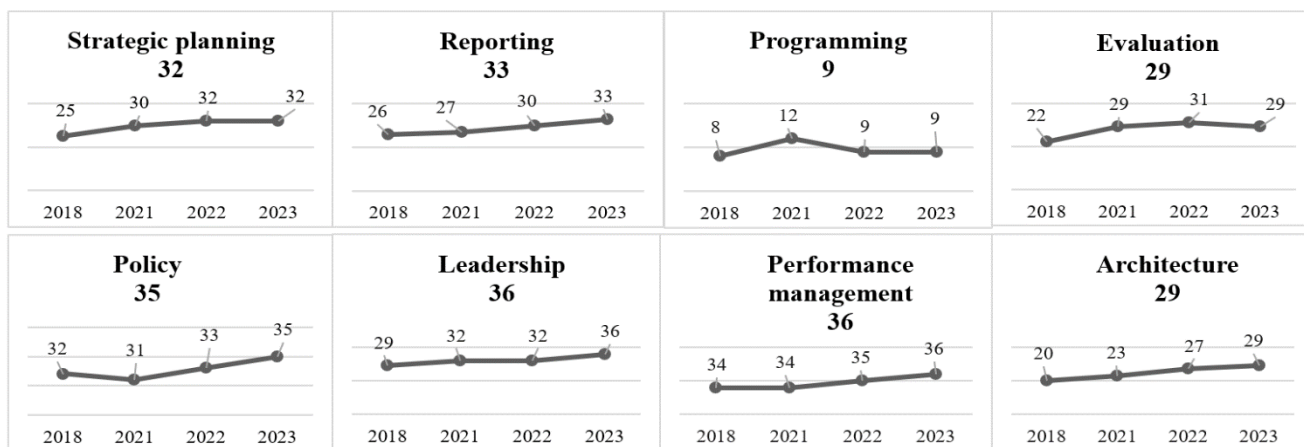 Strategic planning
32
25 30 32 32
2018 2021 2022 2023
Reporting
33
26 27 30 33
2018 2021 2022 2023
Programming
9
8 12 9 9
2018 2021 2022 2023
Evaluation
29
22 29 31 29
2018 2021 2022 2023
Policy
35
32 31 33 35
2018 2021 2022 2023
Leadership
36
29 32 32 36
2018 2021 2022 2023
Performance
management
36
34 34 35 36
2018 2021 2022 2023
Architecture
29
20 23 27 29
2018 2021 2022 2023